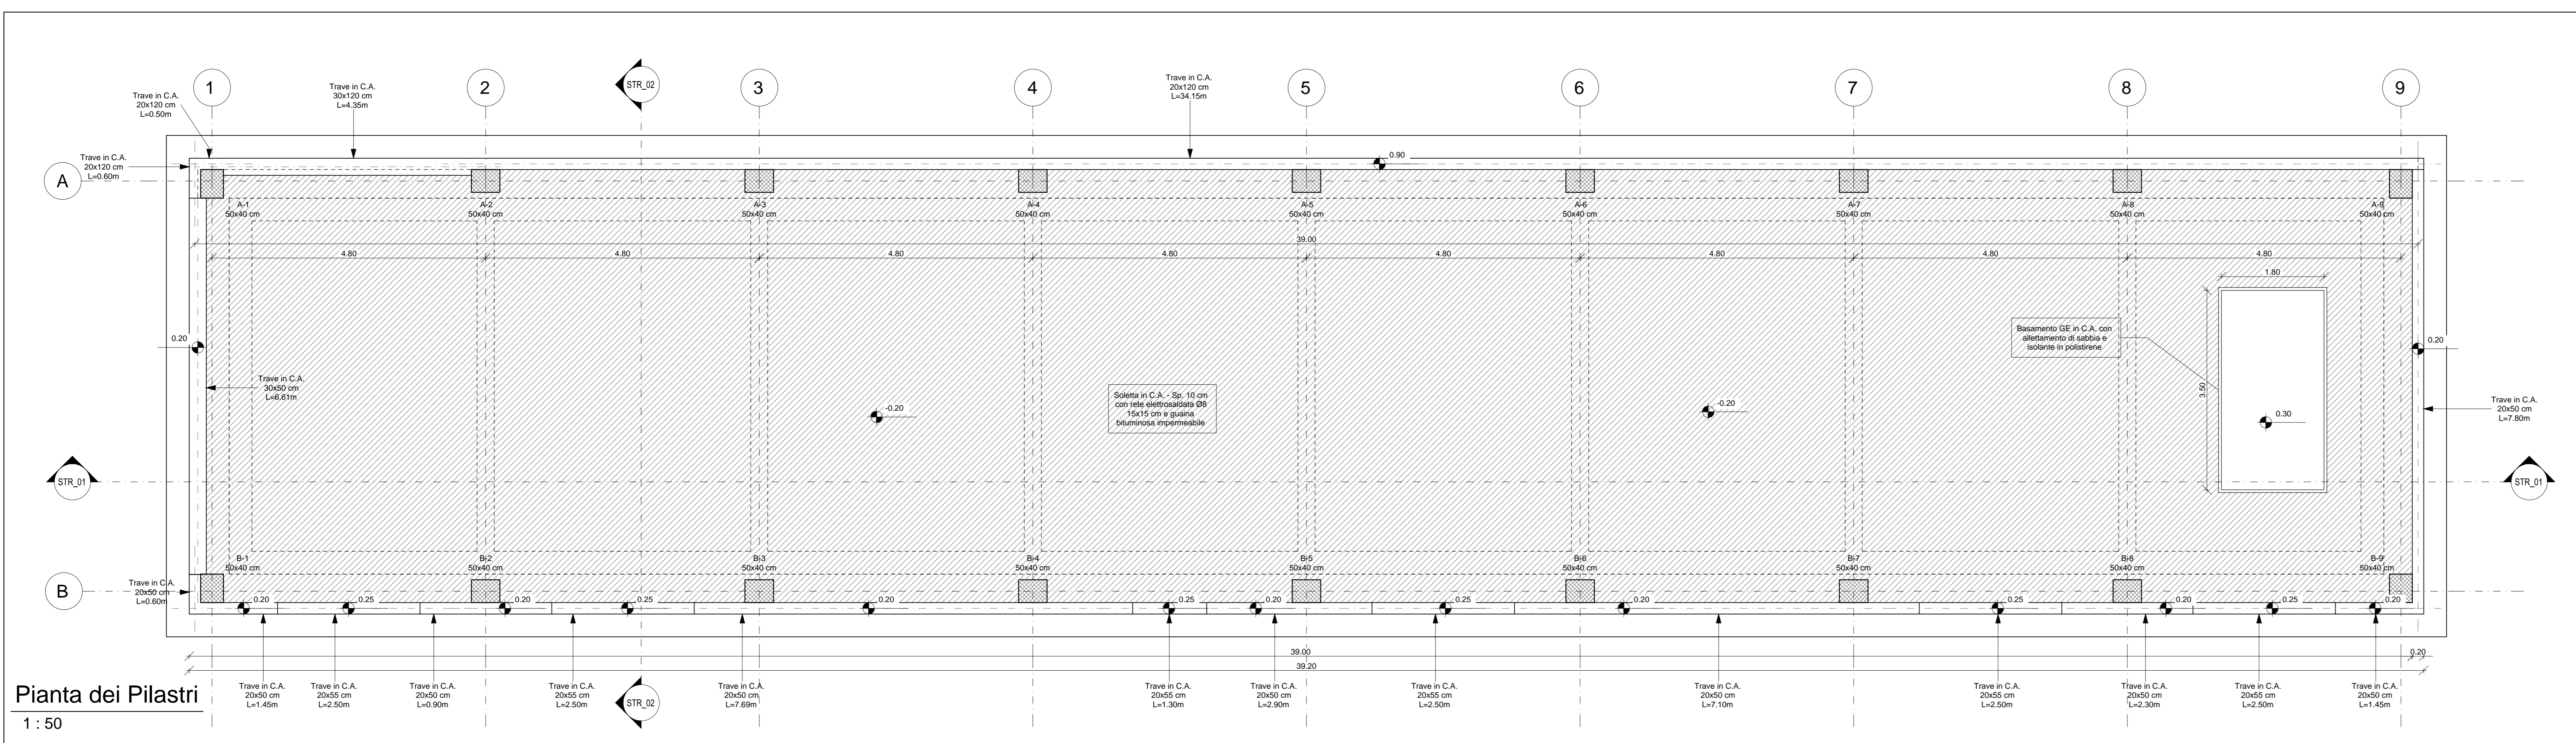 1
2
STR_02
3
4
5
6
7
8
9
Trave in C.A.
20x120 cm
L=0.50m
Trave in C.A.
30x120 cm
L=4.35m
Trave in C.A.
20x120 cm
L=34.15m
Trave in C.A.
20x120 cm
L=0.60m
0.90
A
A-1
50x40 cm
A-2
50x40 cm
A-3
50x40 cm
A-4
50x40 cm
A-5
50x40 cm
A-6
50x40 cm
A-7
50x40 cm
A-8
50x40 cm
A-9
50x40 cm
39.00
4.80
4.80
4.80
4.80
4.80
4.80
4.80
4.80
1.80
0.20
Basamento GE in C.A. con
allettamento di sabbia e
isolante in polistirene
0.20
Trave in C.A.
30x50 cm
L=6.61m
3.50
Soletta in C.A. - Sp. 10 cm
con rete elettrosaldata Ø8
15x15 cm e guaina
bituminosa impermeabile
-0.20
-0.20
0.30
Trave in C.A.
20x50 cm
L=7.80m
STR_01
STR_01
B-1
50x40 cm
B-2
50x40 cm
B-3
50x40 cm
B-4
50x40 cm
B-5
50x40 cm
B-6
50x40 cm
B-7
50x40 cm
B-8
50x40 cm
B-9
50x40 cm
B
Trave in C.A.
20x50 cm
L=0.60m
0.20
0.25
0.20
0.25
0.20
0.25
0.20
0.25
0.20
0.25
0.20
0.25
0.20
39.00
0.20
39.20
Trave in C.A.
20x50 cm
L=1.45m
Trave in C.A.
20x55 cm
L=2.50m
Trave in C.A.
20x50 cm
L=0.90m
Trave in C.A.
20x55 cm
L=2.50m
STR_02
Trave in C.A.
20x50 cm
L=7.69m
Trave in C.A.
20x55 cm
L=1.30m
Trave in C.A.
20x50 cm
L=2.90m
Trave in C.A.
20x55 cm
L=2.50m
Trave in C.A.
20x50 cm
L=7.10m
Trave in C.A.
20x55 cm
L=2.50m
Trave in C.A.
20x50 cm
L=2.30m
Trave in C.A.
20x55 cm
L=2.50m
Trave in C.A.
20x50 cm
L=1.45m
Pianta dei Pilastri
1 : 50